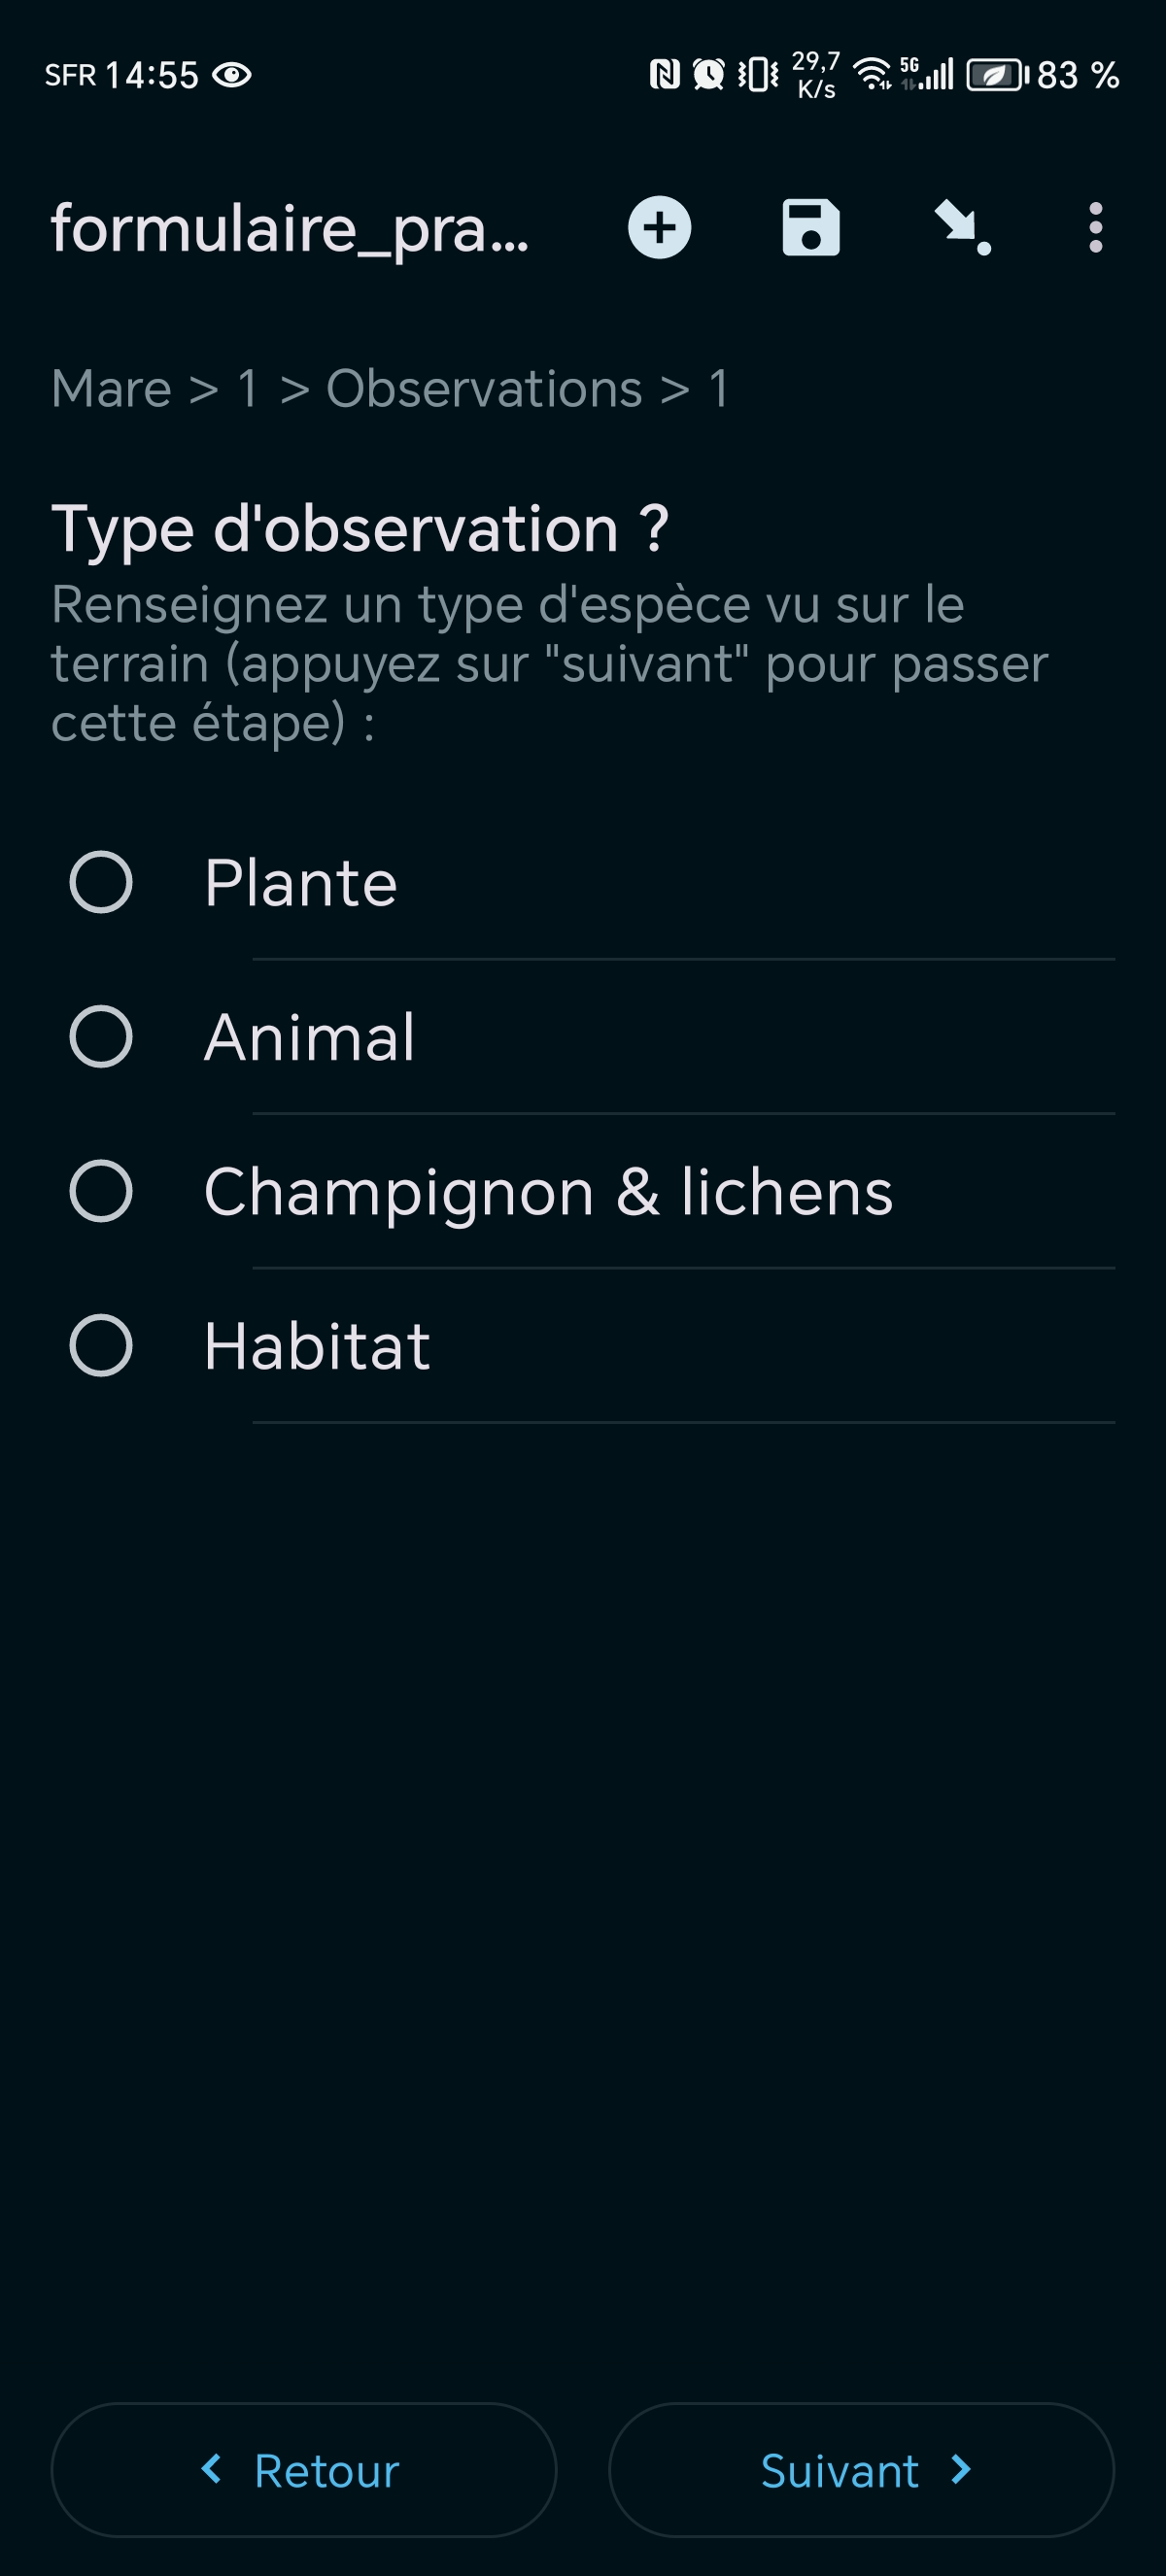 SFR 14:55 29,7 K/s 5G 83 %
formulaire_pra...
Mare > 1 > Observations > 1
Type d'observation ?
Renseignez un type d'espèce vu sur le
terrain (appuyez sur "suivant" pour passer
cette étape) :
Plante
Animal
Champignon & lichens
Habitat
Retour
Suivant